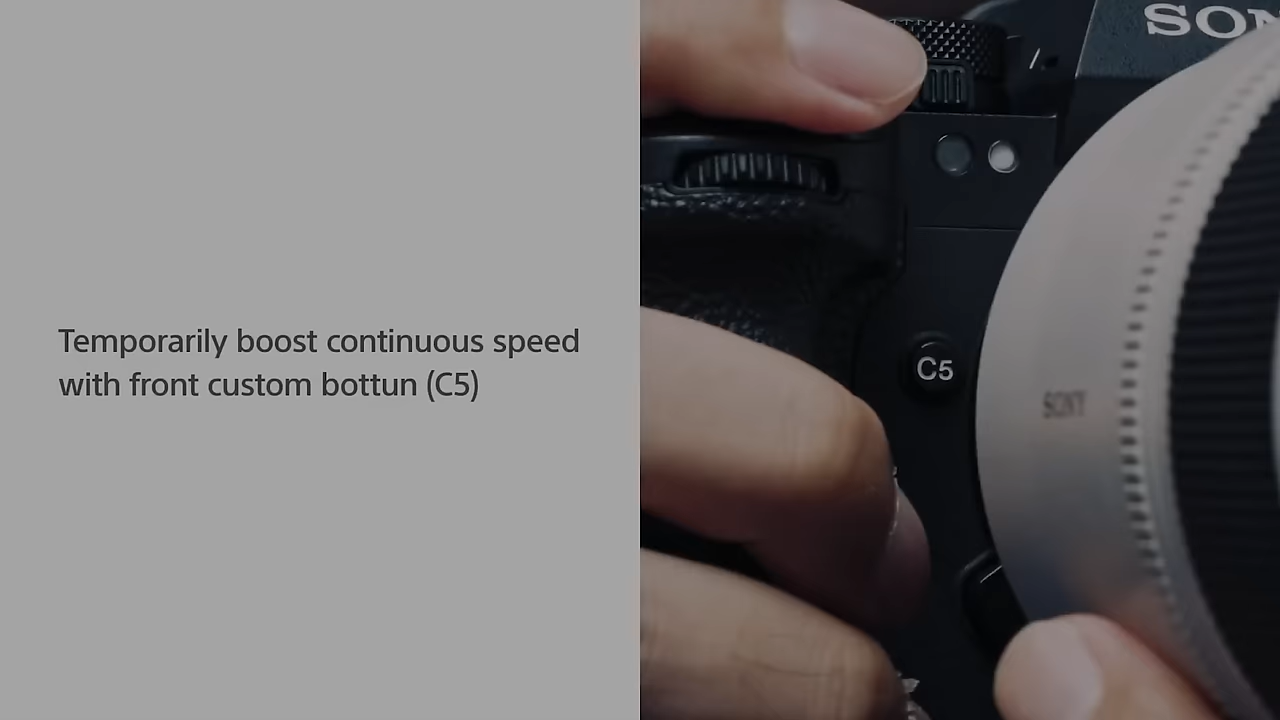 Temporarily boost continuous speed
with front custom bottun (C5)
SON
C5
SONY